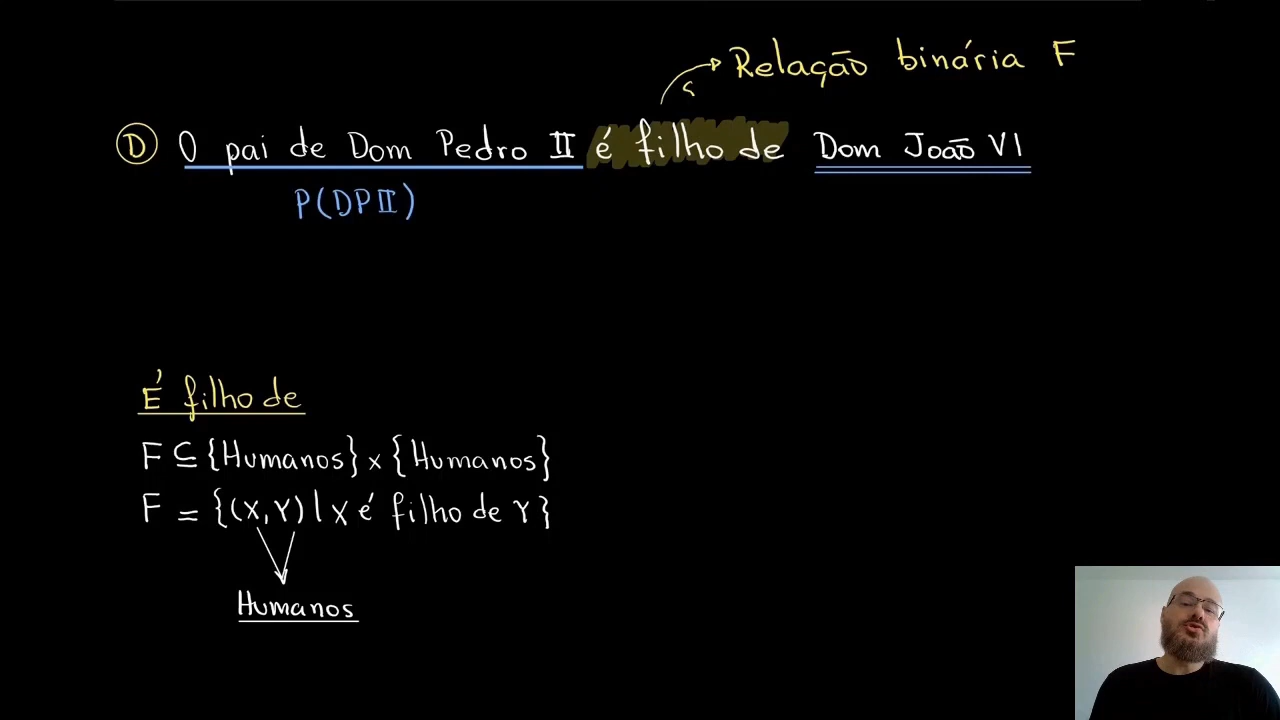 Relação binária F
D O pai de Dom Pedro II é filho de Dom João VI
P(DPII)
É filho de
F ⊆ {Humanos} x {Humanos}
F = {(X,Y) | X é filho de Y}
Humanos